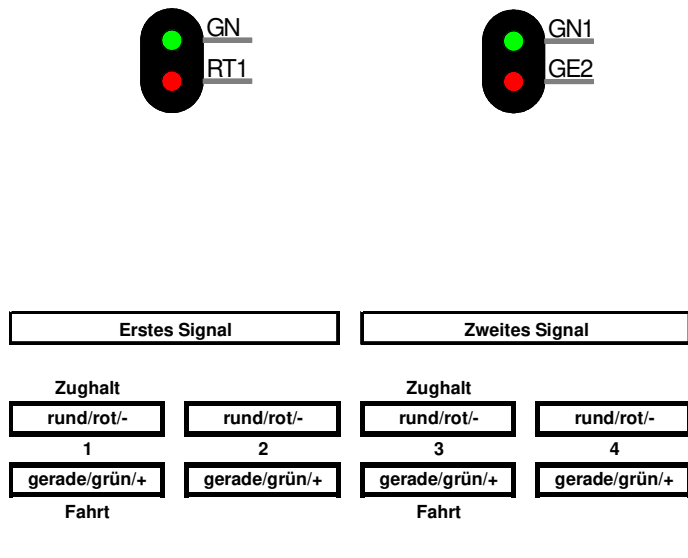 GN GN1
RT1 GE2
Erstes Signal Zweites Signal
Zughalt Zughalt
rund/rot/- rund/rot/- rund/rot/- rund/rot/-
1 2 3 4
gerade/grün/+ gerade/grün/+ gerade/grün/+ gerade/grün/+
Fahrt Fahrt